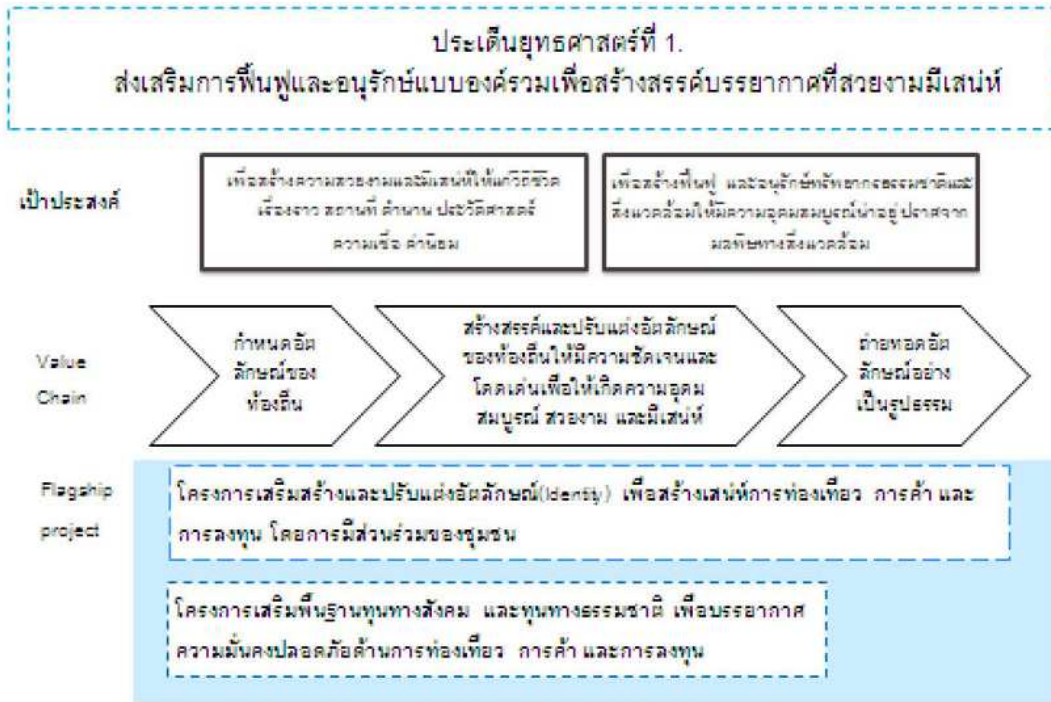 ประเด็นยุทธศาสตร์ที่ 1.
ส่งเสริมการฟื้นฟูและอนุรักษ์แบบองค์รวมเพื่อสร้างสรรค์บรรยากาศที่สวยงามมีเสน่ห์
เป้าประสงค์
เพื่อสร้างความสวยงามและมีเสน่ห์ให้แก่วิถีชีวิต
เรื่องราว สถานที่ ตำนาน ประวัติศาสตร์
ความเชื่อ ค่านิยม
เพื่อสร้างฟื้นฟู และอนุรักษ์ทรัพยากรธรรมชาติและ
สิ่งแวดล้อมให้มีความอุดมสมบูรณ์น่าอยู่ ปราศจาก
มลพิษทางสิ่งแวดล้อม
Value
Chain
กำหนดอัต
ลักษณ์ของ
ท้องถิ่น
สร้างสรรค์และปรับแต่งอัตลักษณ์
ของท้องถิ่นให้มีความชัดเจนและ
โดดเด่นเพื่อให้เกิดความอุดม
สมบูรณ์ สวยงาม และมีเสน่ห์
ถ่ายทอดอัต
ลักษณ์อย่าง
เป็นรูปธรรม
Flagship
project
โครงการเสริมสร้างและปรับแต่งอัตลักษณ์(Identity) เพื่อสร้างเสน่ห์การท่องเที่ยว การค้า และ
การลงทุน โดยการมีส่วนร่วมของชุมชน
โครงการเสริมพื้นฐานทุนทางสังคม และทุนทางธรรมชาติ เพื่อบรรยากาศ
ความมั่นคงปลอดภัยด้านการท่องเที่ยว การค้า และการลงทุน